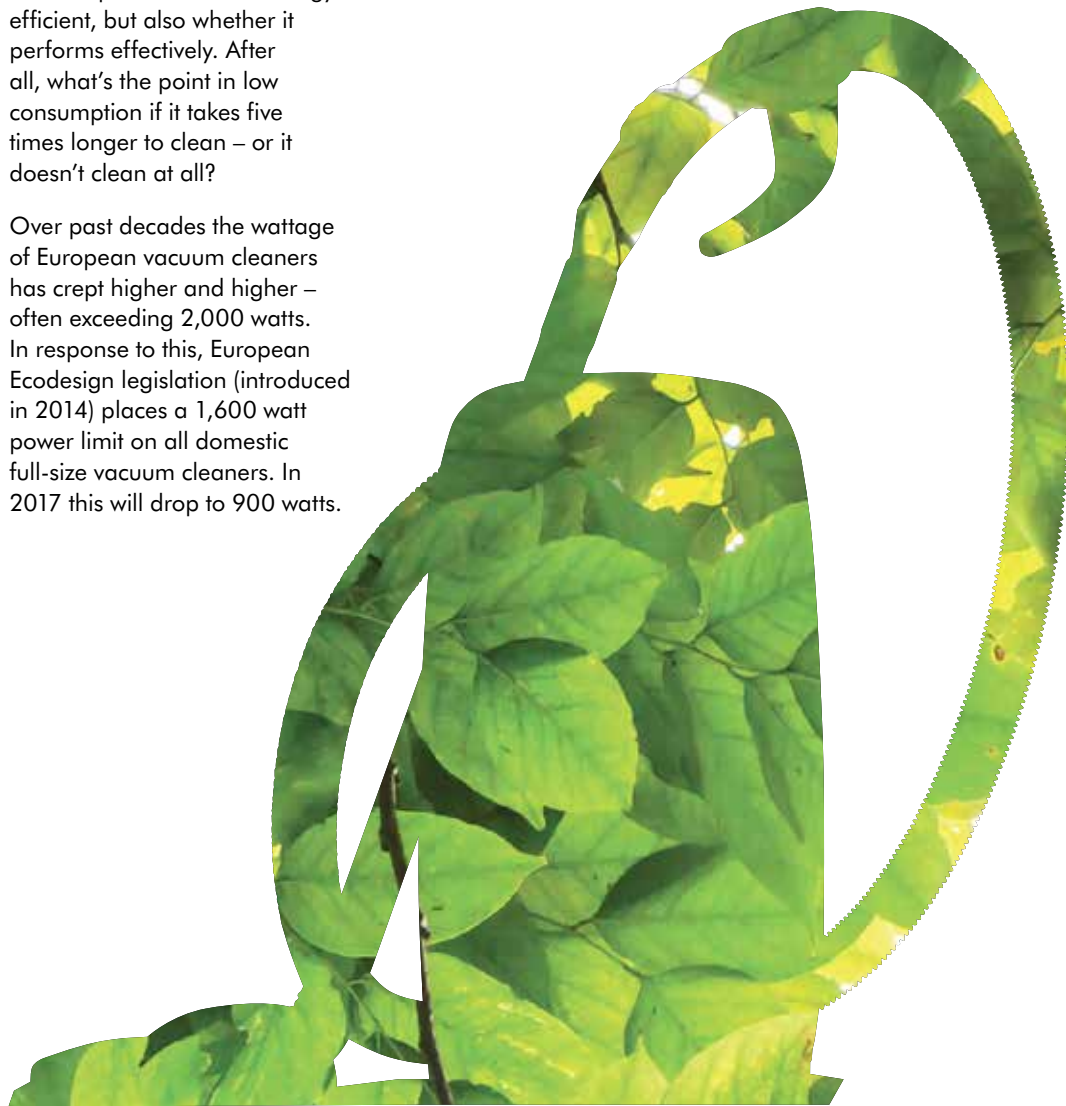 efficient, but also whether it
performs effectively. After
all, what’s the point in low
consumption if it takes five
times longer to clean – or it
doesn’t clean at all?
Over past decades the wattage
of European vacuum cleaners
has crept higher and higher –
often exceeding 2,000 watts.
In response to this, European
Ecodesign legislation (introduced
in 2014) places a 1,600 watt
power limit on all domestic
full-size vacuum cleaners. In
2017 this will drop to 900 watts.